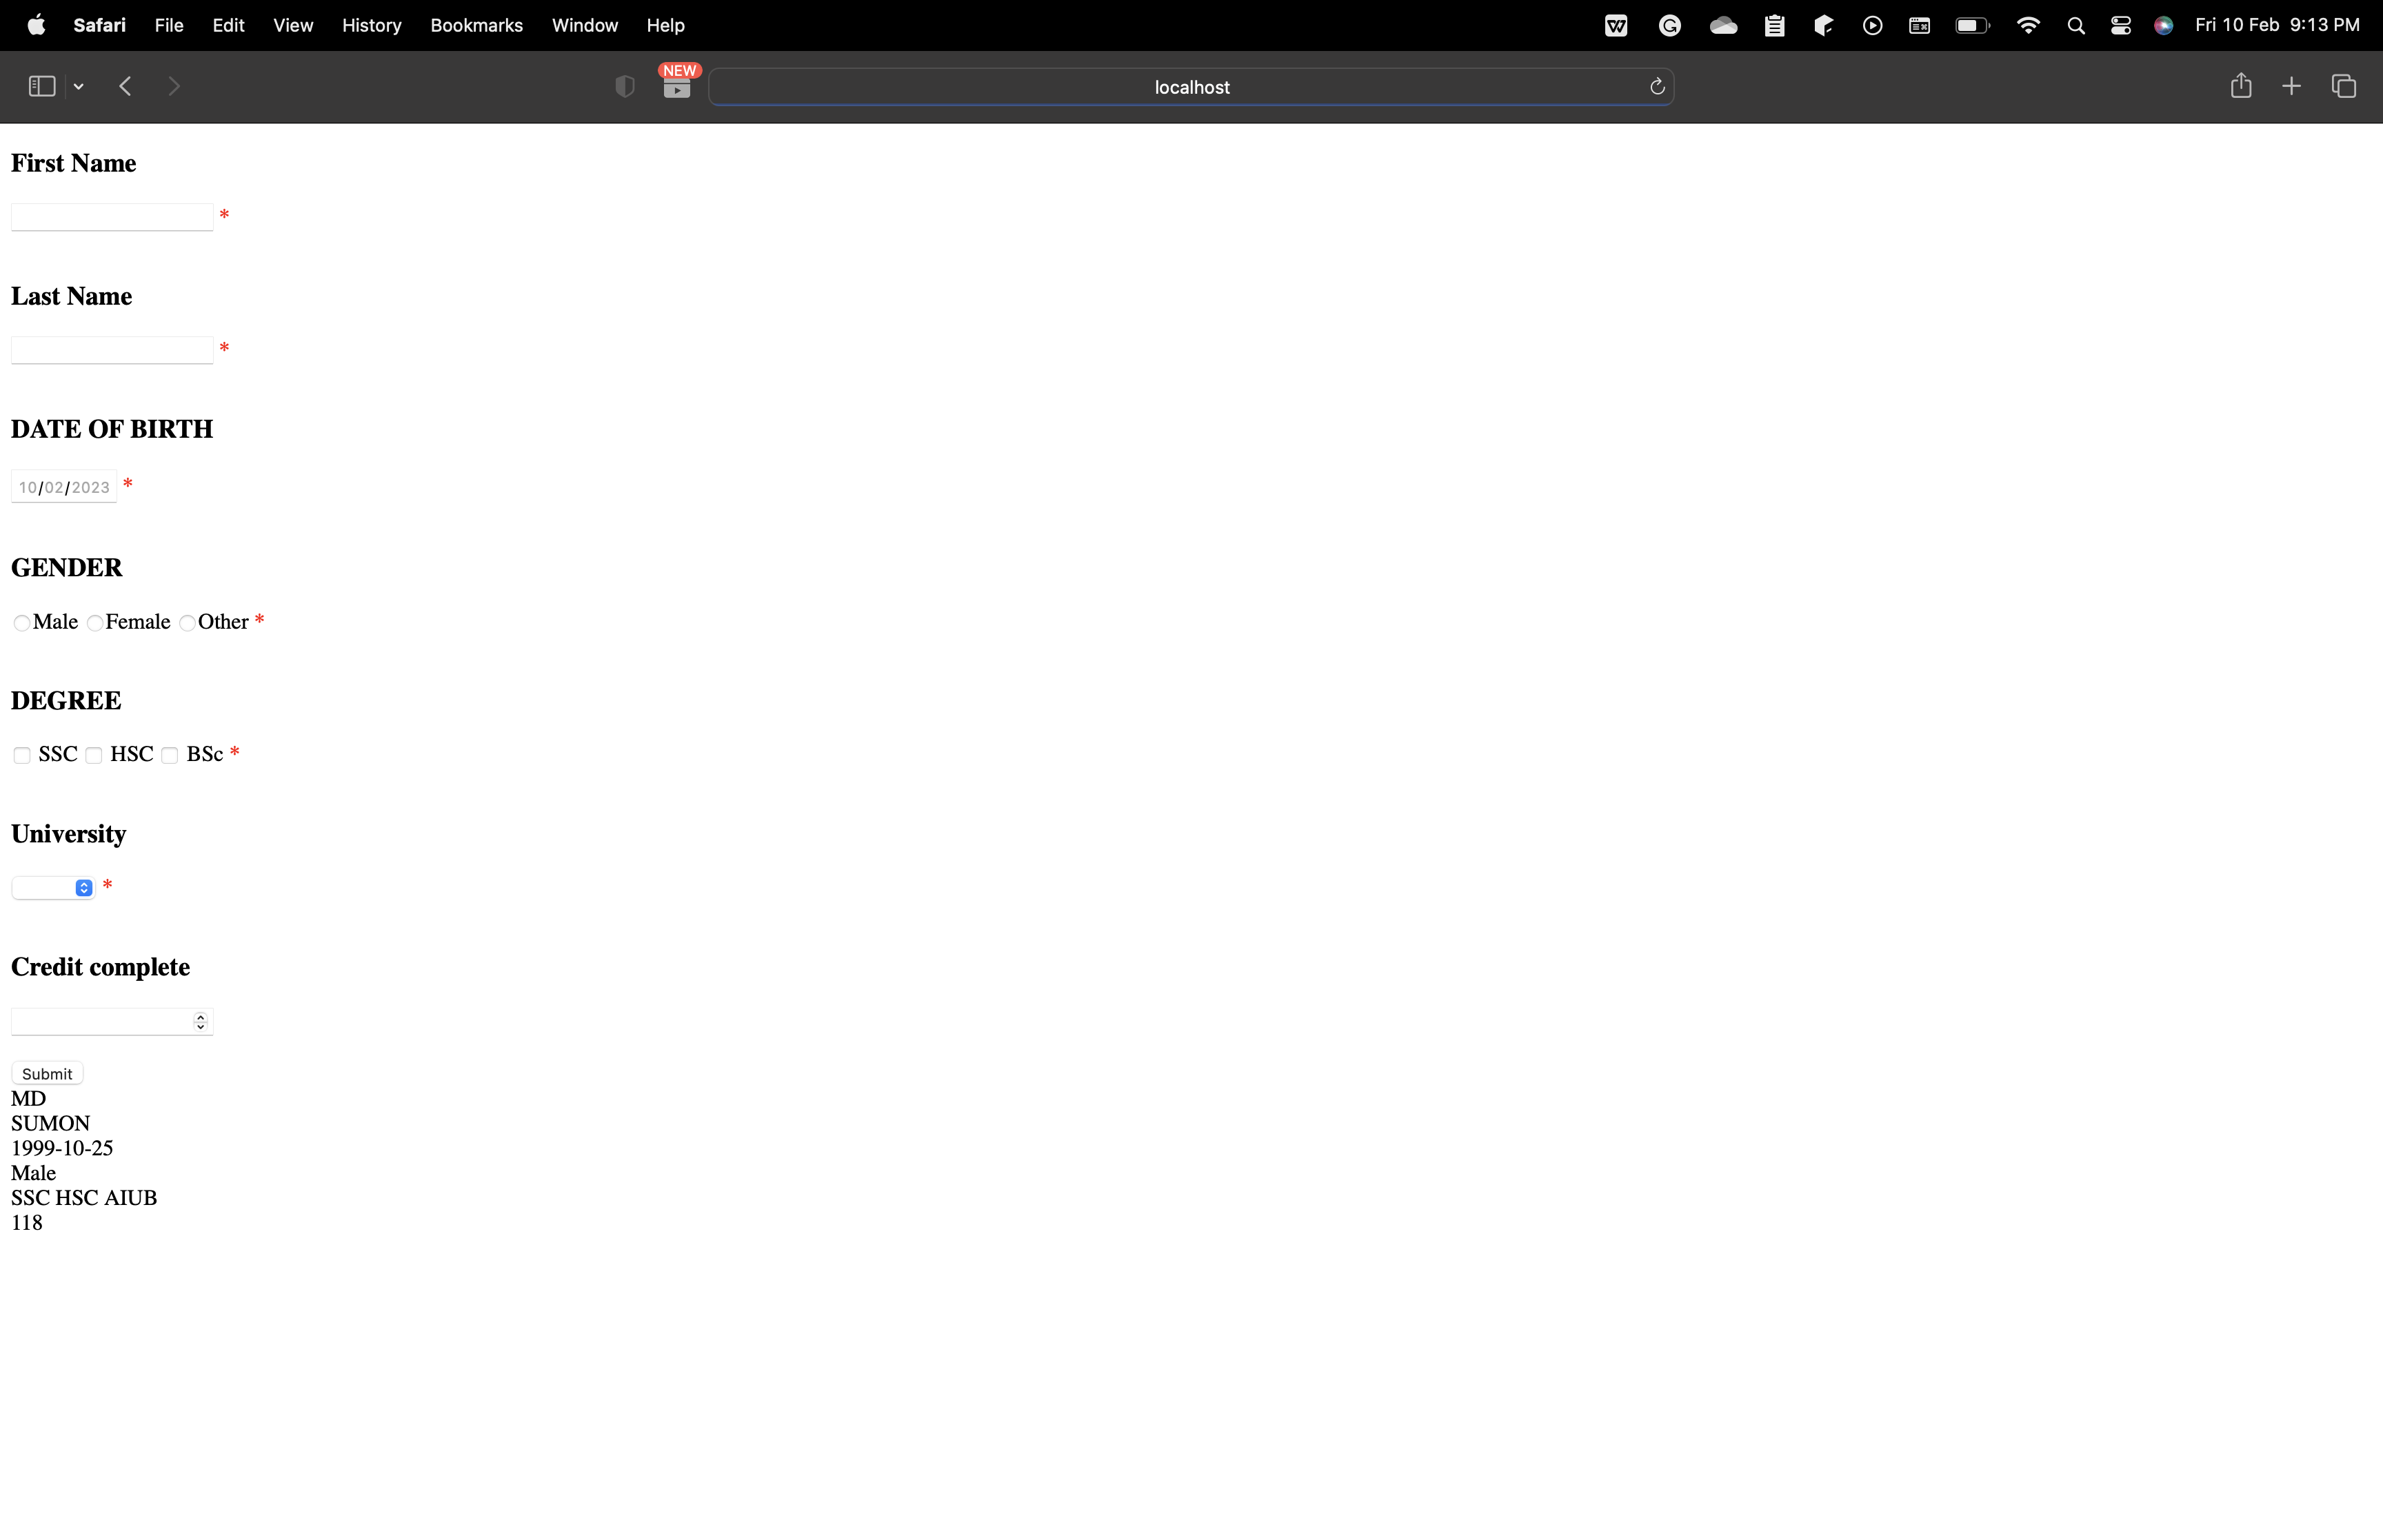 Safari File Edit View History Bookmarks Window Help Fri 10 Feb 9:13 PM
NEW
localhost
First Name
*
Last Name
*
DATE OF BIRTH
10/02/2023 *
GENDER
Male Female Other *
DEGREE
SSC HSC BSc *
University
*
Credit complete
Submit
MD
SUMON
1999-10-25
Male
SSC HSC AIUB
118